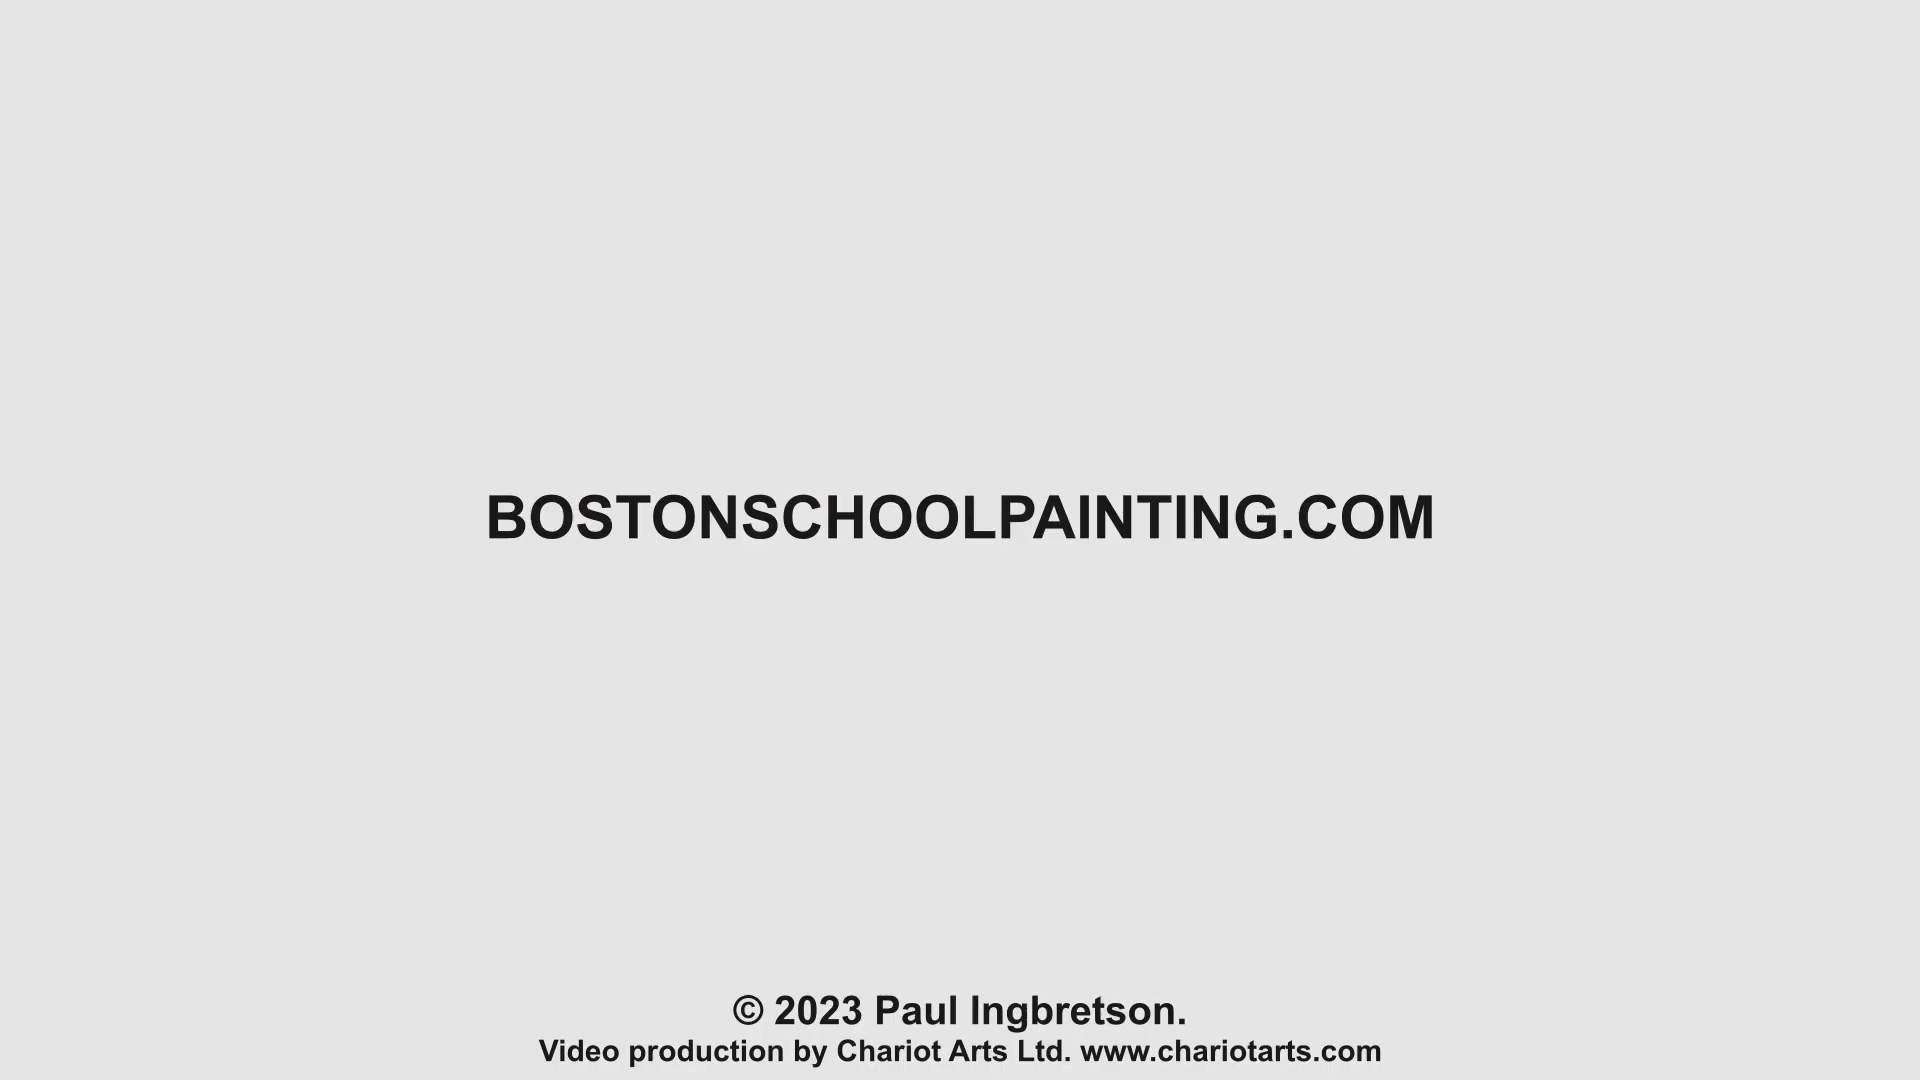 BOSTONSCHOOLPAINTING.COM
© 2023 Paul Ingbretson.
Video production by Chariot Arts Ltd. www.chariotarts.com